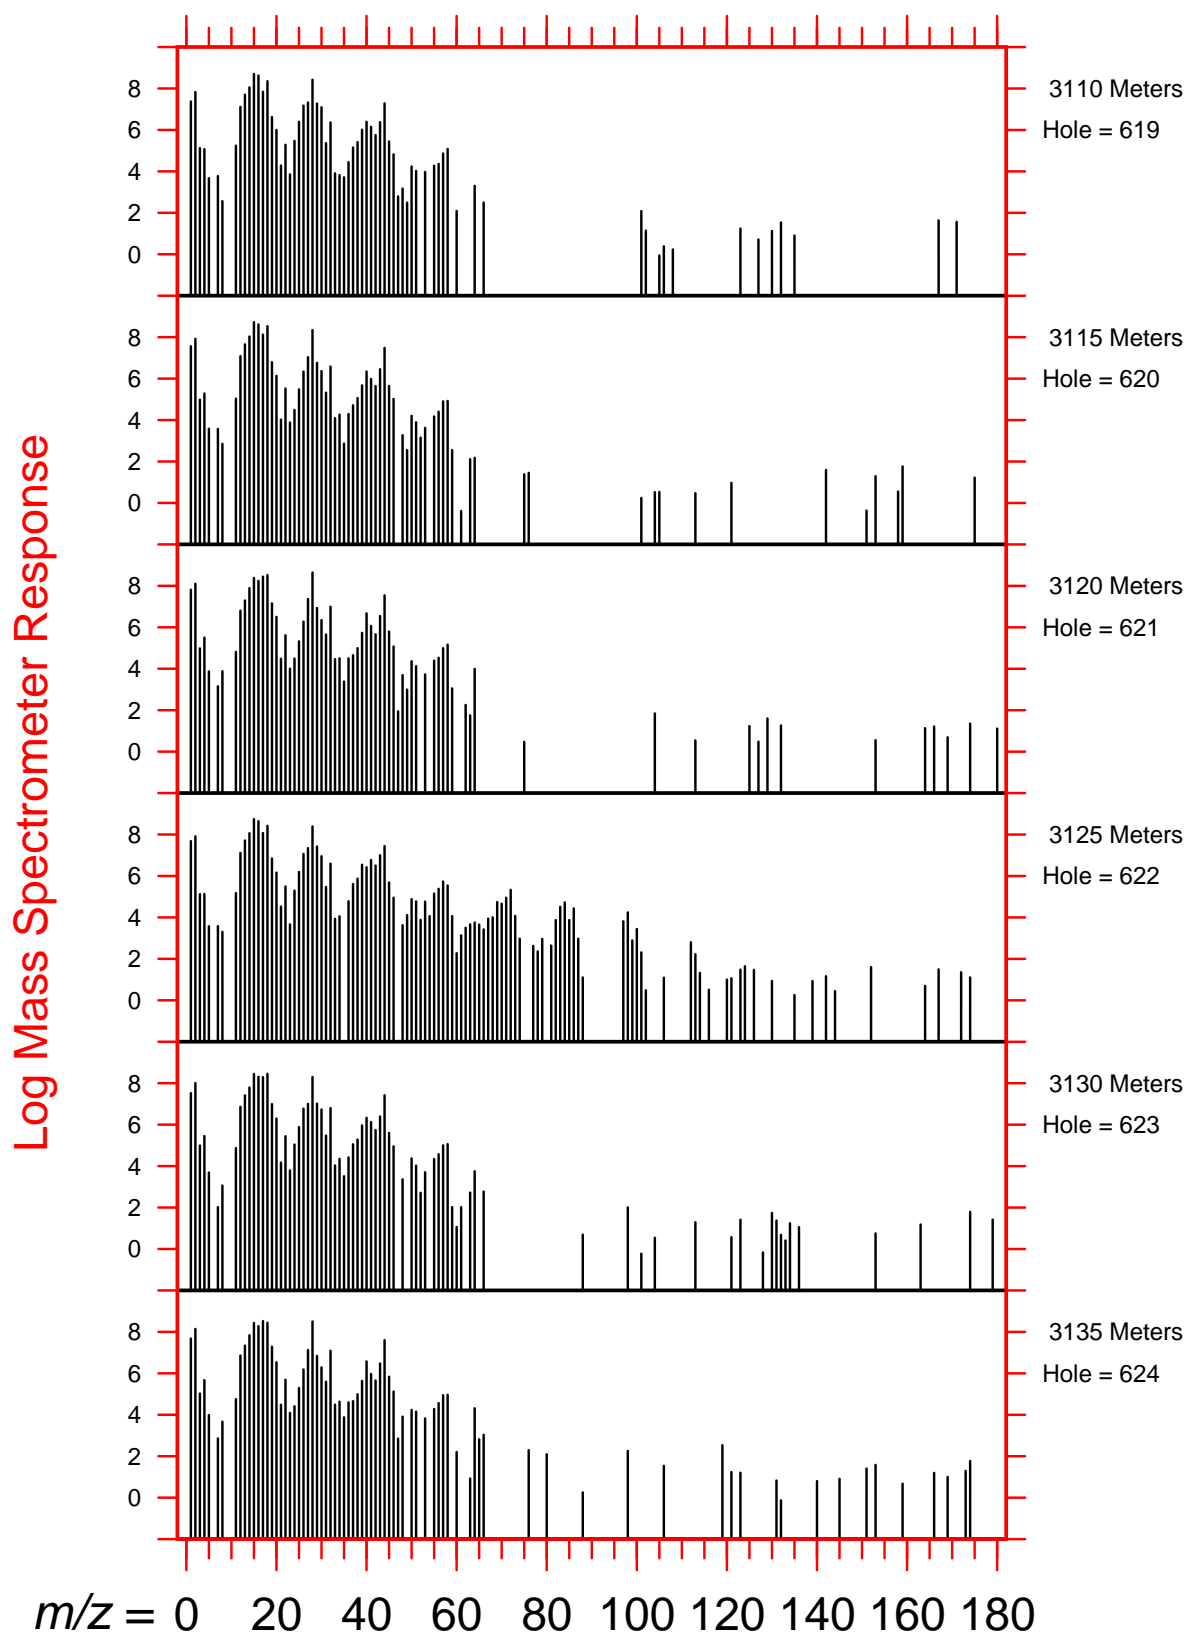 8
6
4
2
0
3110 Meters
Hole = 619
8
6
4
2
0
3115 Meters
Hole = 620
8
6
4
2
0
3120 Meters
Hole = 621
8
6
4
2
0
3125 Meters
Hole = 622
8
6
4
2
0
3130 Meters
Hole = 623
8
6
4
2
0
3135 Meters
Hole = 624
Log Mass Spectrometer Response
m/z = 0 20 40 60 80 100 120 140 160 180